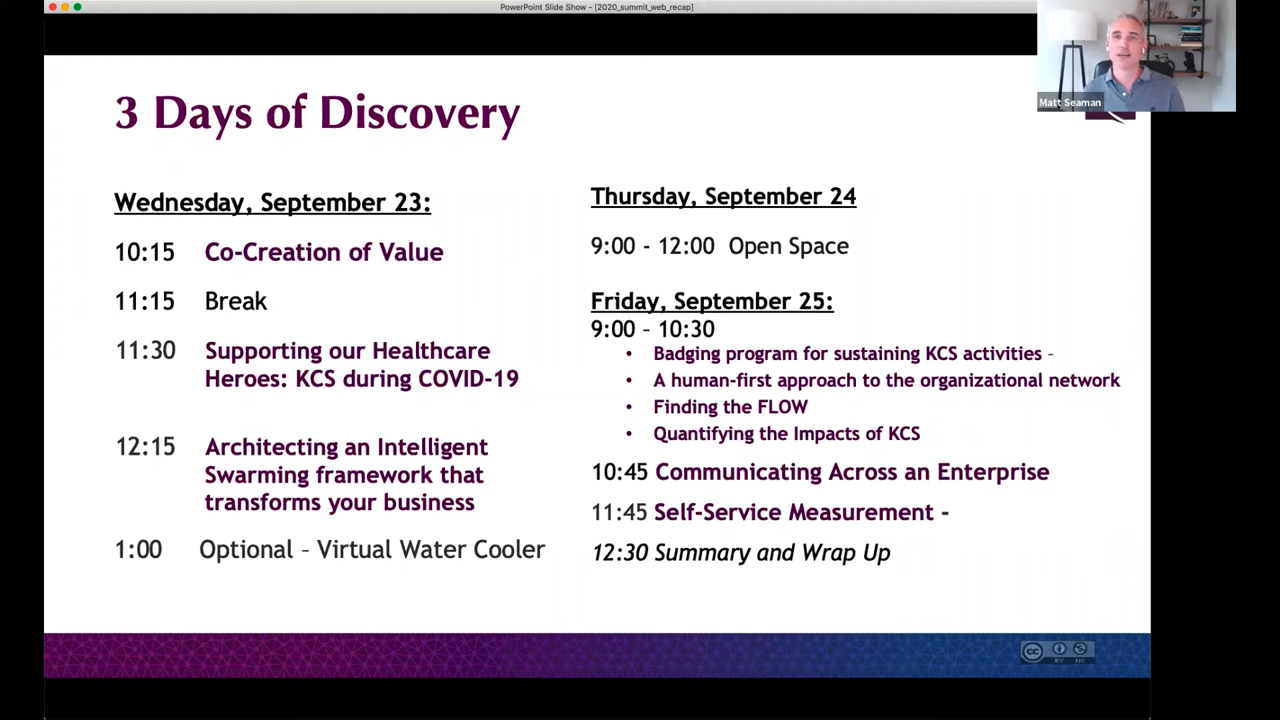 PowerPoint Slide Show - [2020_summit_web_recap]
Matt Seaman
3 Days of Discovery
Wednesday, September 23:
10:15 Co-Creation of Value
11:15 Break
11:30 Supporting our Healthcare
Heroes: KCS during COVID-19
12:15 Architecting an Intelligent
Swarming framework that
transforms your business
1:00 Optional – Virtual Water Cooler
Thursday, September 24
9:00 - 12:00 Open Space
Friday, September 25:
9:00 – 10:30
• Badging program for sustaining KCS activities -
• A human-first approach to the organizational network
• Finding the FLOW
• Quantifying the Impacts of KCS
10:45 Communicating Across an Enterprise
11:45 Self-Service Measurement -
12:30 Summary and Wrap Up
cc BY NC